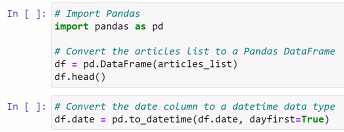 In [ ]: # Import Pandas
import pandas as pd
# Convert the articles list to a Pandas DataFrame
df = pd.DataFrame(articles_list)
df.head()
In [ ]: # Convert the date column to a datetime data type
df.date = pd.to_datetime(df.date, dayfirst=True)